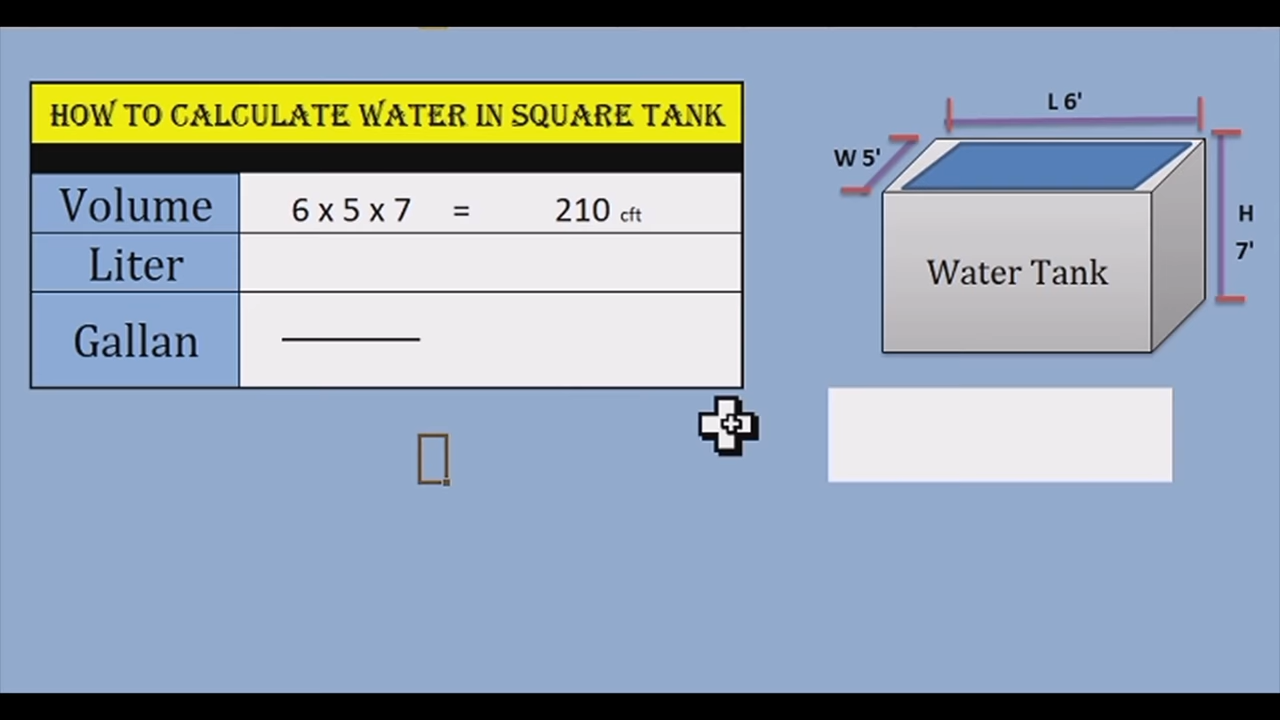 HOW TO CALCULATE WATER IN SQUARE TANK
Volume 6 x 5 x 7 = 210 cft
Liter
Gallan
L 6'
W 5'
H
7'
Water Tank